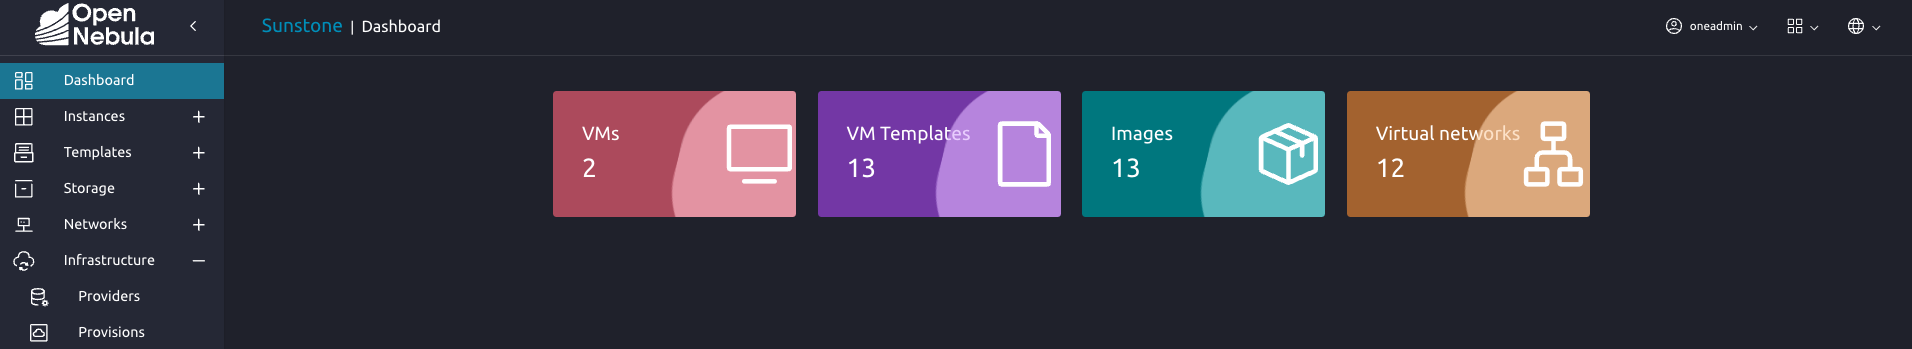 Open
Nebula
Sunstone | Dashboard
oneadmin
Dashboard
Instances
Templates
Storage
Networks
Infrastructure
Providers
Provisions
VMs
2
VM Templates
13
Images
13
Virtual networks
12